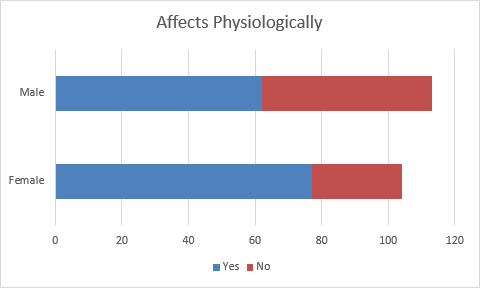 Affects Physiologically
Male
Female
0 20 40 60 80 100 120
Yes No